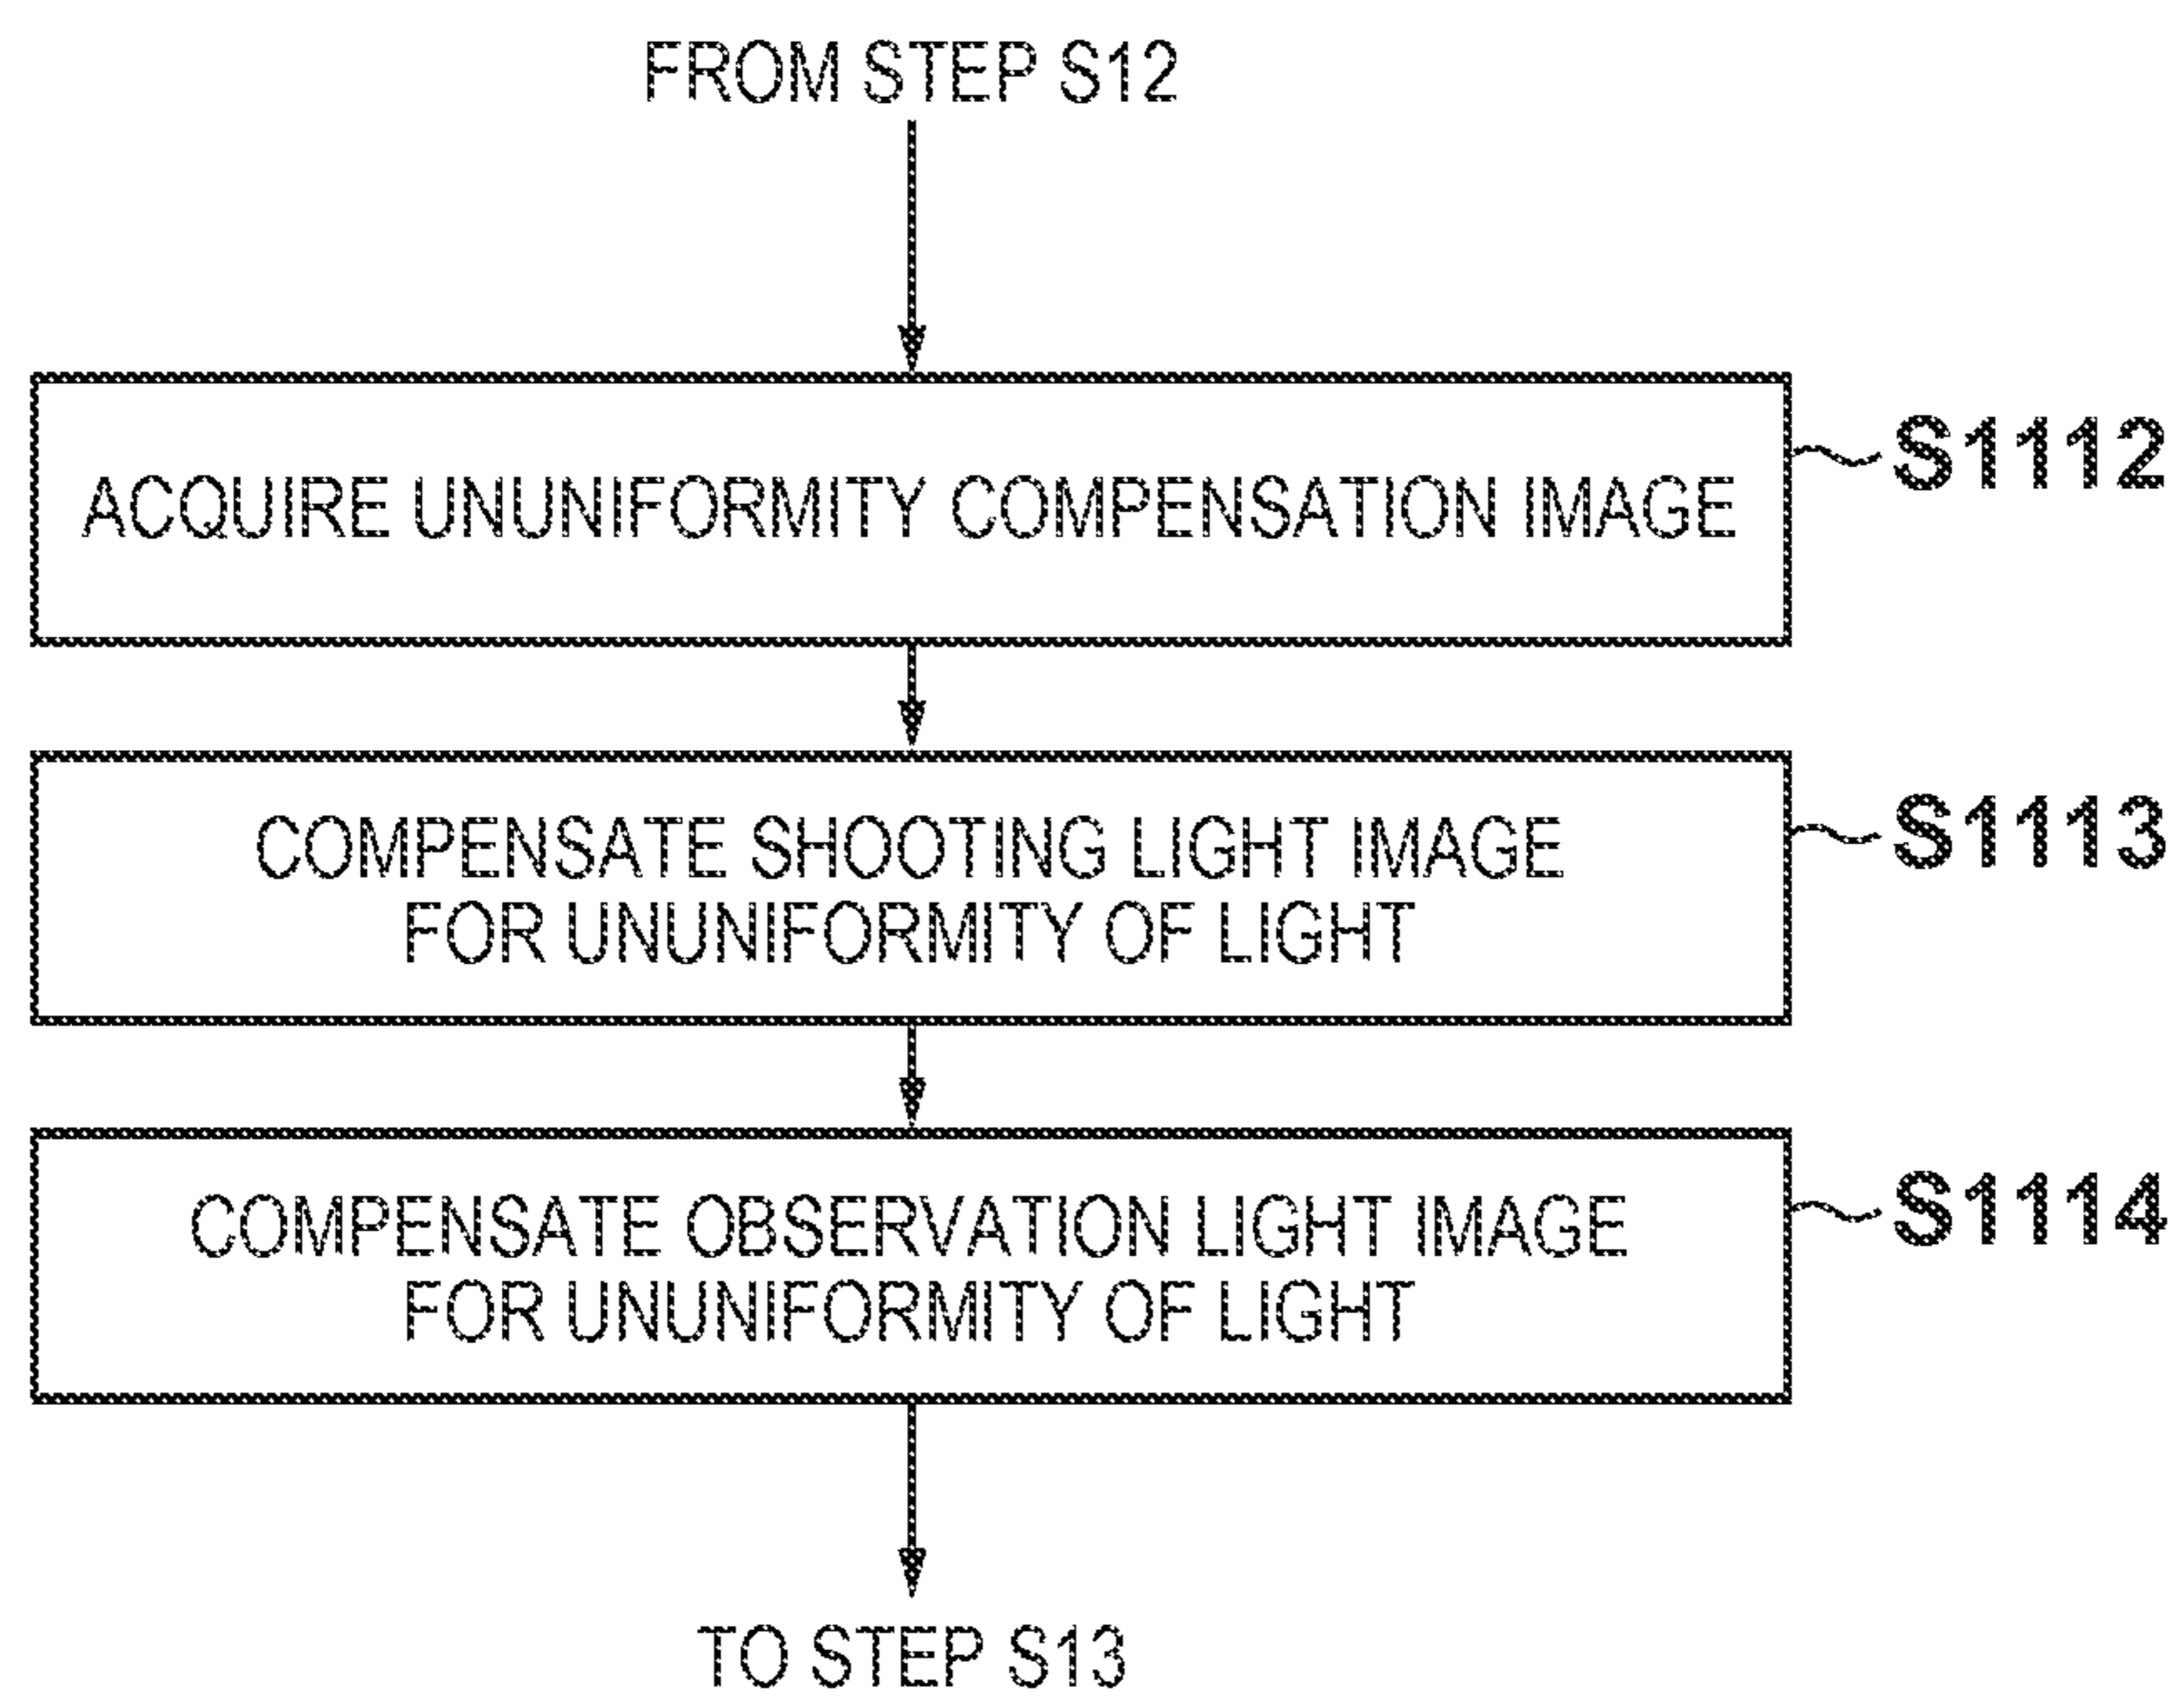 FROM STEP S12
ACQUIRE UNUNIFORMITY COMPENSATION IMAGE
S1112
COMPENSATE SHOOTING LIGHT IMAGE
FOR UNUNIFORMITY OF LIGHT
S1113
COMPENSATE OBSERVATION LIGHT IMAGE
FOR UNUNIFORMITY OF LIGHT
S1114
TO STEP S13